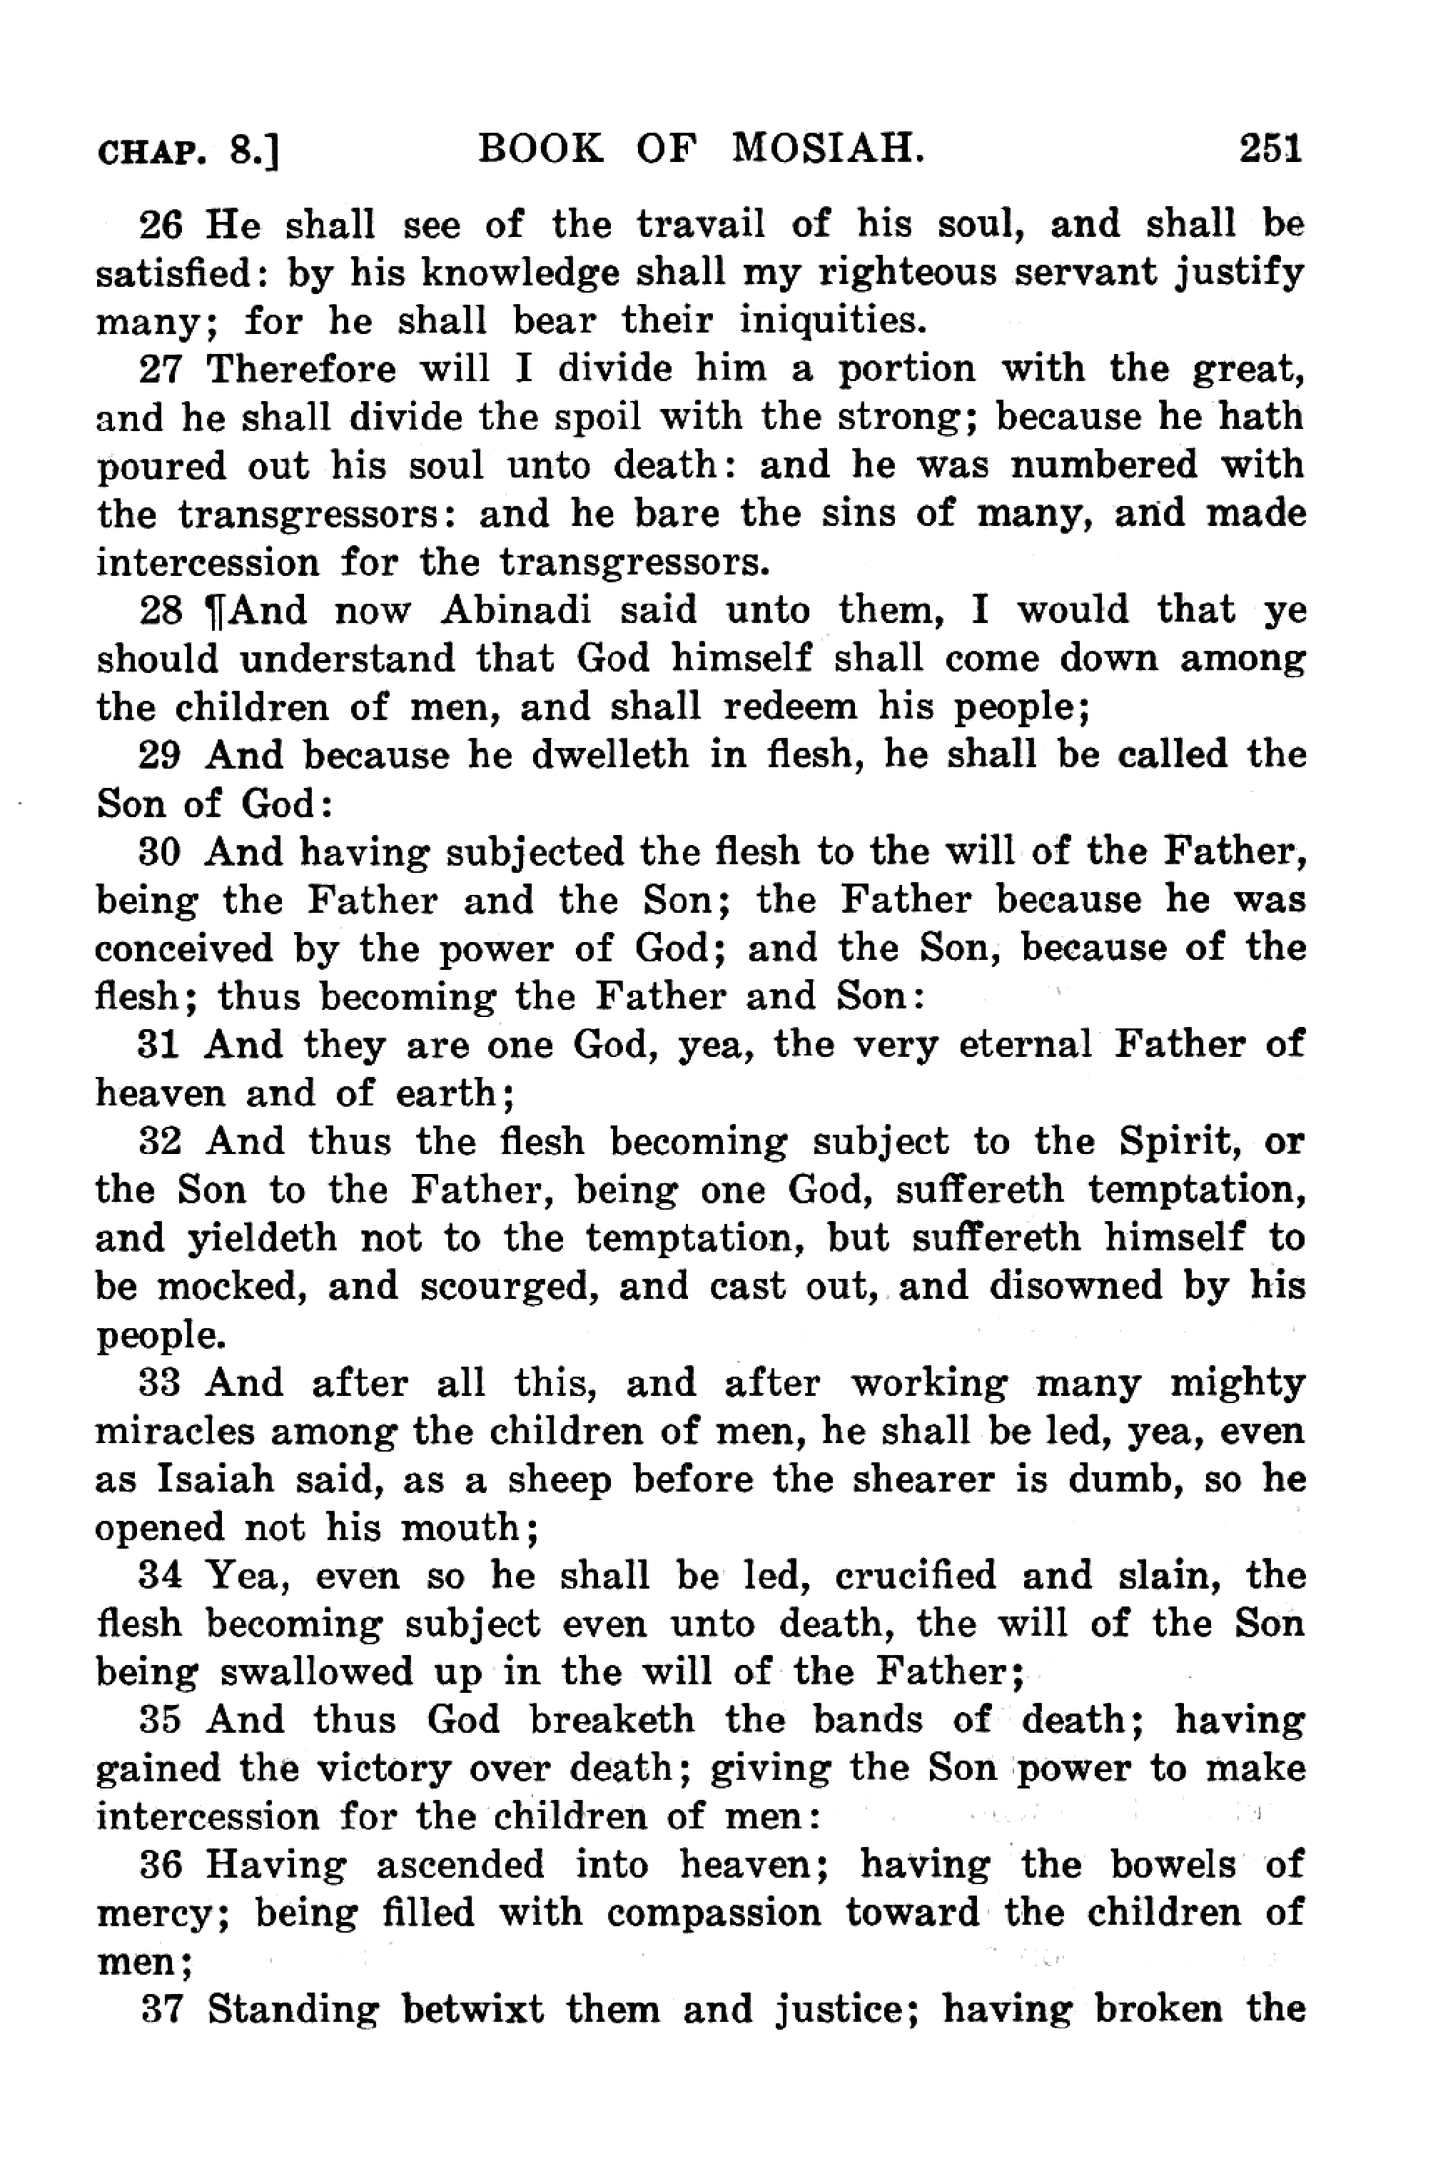 CHAP. 8.] BOOK OF MOSIAH. 251
26 He shall see of the travail of his soul, and shall be
satisfied: by his knowledge shall my righteous servant justify
many; for he shall bear their iniquities.
27 Therefore will I divide him a portion with the great,
and he shall divide the spoil with the strong; because he hath
poured out his soul unto death: and he was numbered with
the transgressors: and he bare the sins of many, and made
intercession for the transgressors.
28 ¶And now Abinadi said unto them, I would that ye
should understand that God himself shall come down among
the children of men, and shall redeem his people;
29 And because he dwelleth in flesh, he shall be called the
Son of God:
30 And having subjected the flesh to the will of the Father,
being the Father and the Son; the Father because he was
conceived by the power of God; and the Son, because of the
flesh; thus becoming the Father and Son:
31 And they are one God, yea, the very eternal Father of
heaven and of earth;
32 And thus the flesh becoming subject to the Spirit, or
the Son to the Father, being one God, suffereth temptation,
and yieldeth not to the temptation, but suffereth himself to
be mocked, and scourged, and cast out, and disowned by his
people.
33 And after all this, and after working many mighty
miracles among the children of men, he shall be led, yea, even
as Isaiah said, as a sheep before the shearer is dumb, so he
opened not his mouth;
34 Yea, even so he shall be led, crucified and slain, the
flesh becoming subject even unto death, the will of the Son
being swallowed up in the will of the Father;
35 And thus God breaketh the bands of death; having
gained the victory over death; giving the Son power to make
intercession for the children of men:
36 Having ascended into heaven; having the bowels of
mercy; being filled with compassion toward the children of
men;
37 Standing betwixt them and justice; having broken the